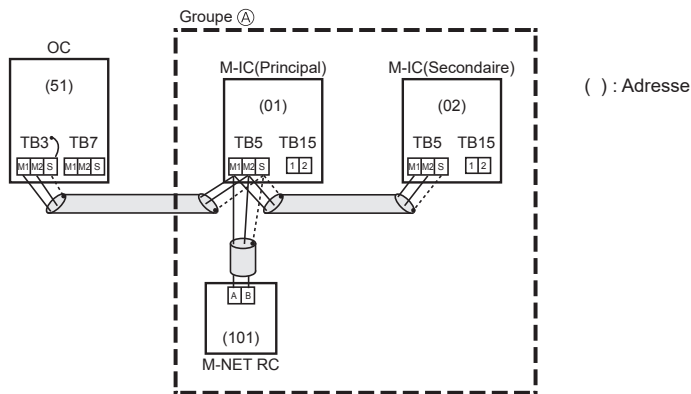 Groupe Ⓐ
OC
M-IC(Principal)
M-IC(Secondaire)
(51)
(01)
(02)
( ) : Adresse
TB3 TB7
TB5 TB15
TB5 TB15
M1 M2 S M1 M2 S
M1 M2 S 1 2
M1 M2 S 1 2
A B
(101)
M-NET RC